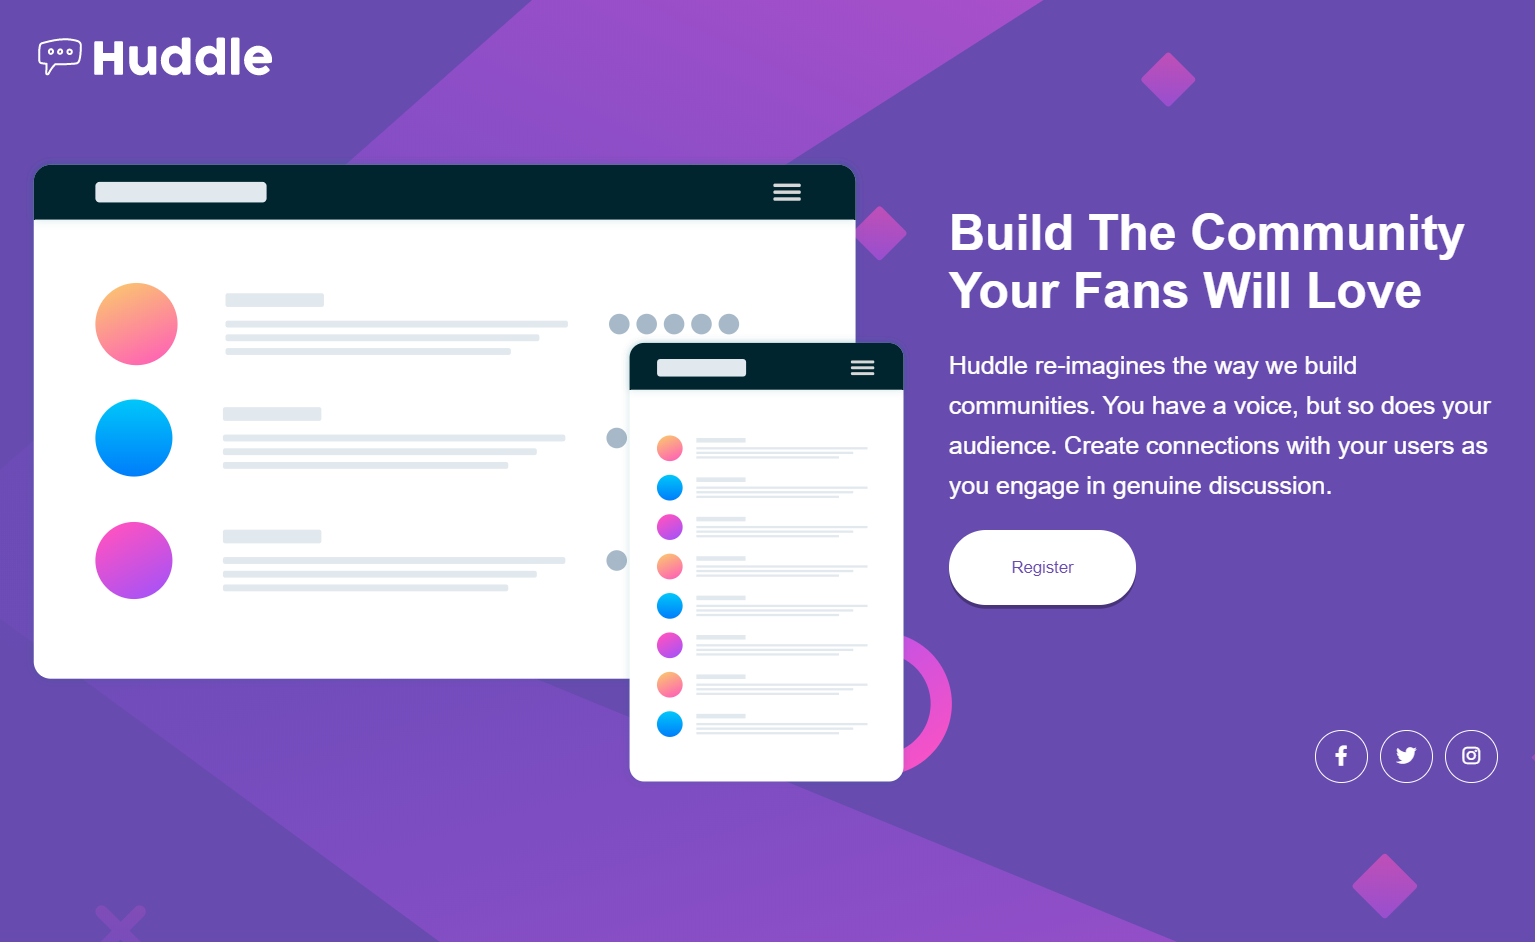 Huddle
Build The Community
Your Fans Will Love
Huddle re-imagines the way we build
communities. You have a voice, but so does your
audience. Create connections with your users as
you engage in genuine discussion.
Register